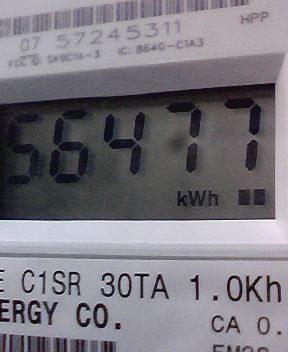 HPP
07 57245311
FCC ID: SK9C1A-3 IC: 864G-C1A3
56477
kWh
E C1SR 30TA 1.0Kh
ERGY CO.
CA 0.